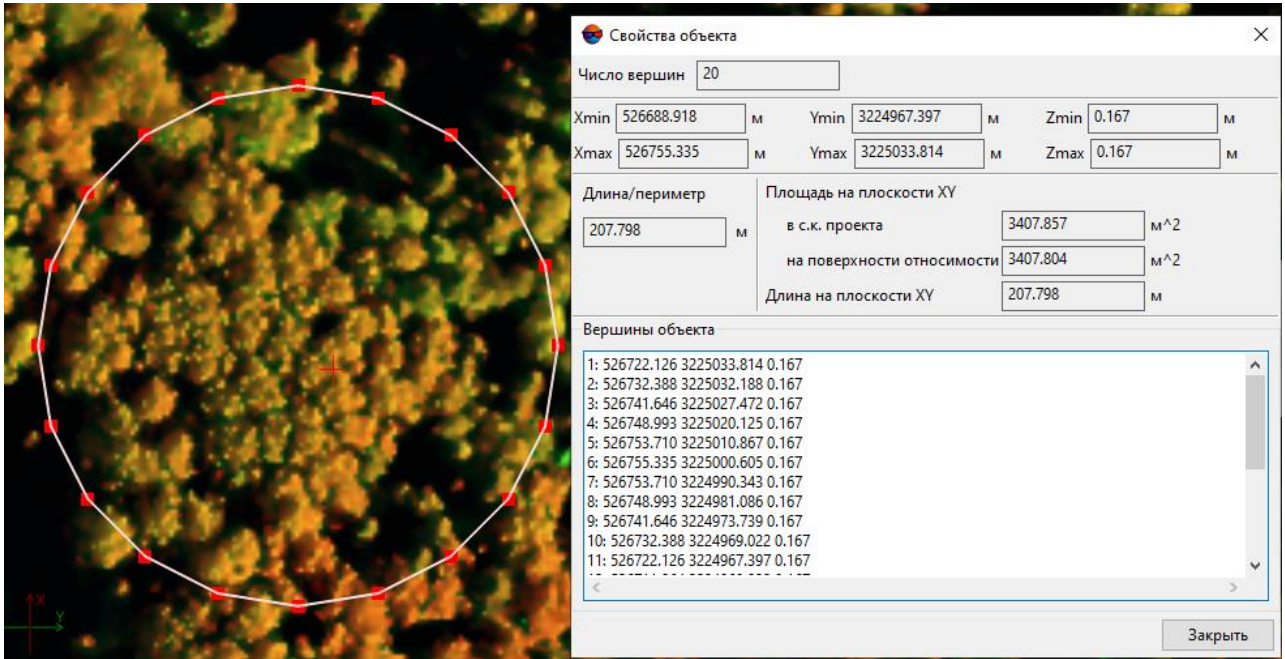 Свойства объекта
Число вершин 20
Xmin 526688.918 м Ymin 3224967.397 м Zmin 0.167 м
Xmax 526755.335 м Ymax 3225033.814 м Zmax 0.167 м
Длина/периметр
207.798 м
Площадь на плоскости XY
в с.к. проекта 3407.857 м^2
на поверхности относимости 3407.804 м^2
Длина на плоскости XY 207.798 м
Вершины объекта
1: 526722.126 3225033.814 0.167
2: 526732.388 3225032.188 0.167
3: 526741.646 3225027.472 0.167
4: 526748.993 3225020.125 0.167
5: 526753.710 3225010.867 0.167
6: 526755.335 3225000.605 0.167
7: 526753.710 3224990.343 0.167
8: 526748.993 3224981.086 0.167
9: 526741.646 3224973.739 0.167
10: 526732.388 3224969.022 0.167
11: 526722.126 3224967.397 0.167
X
Y
Закрыть